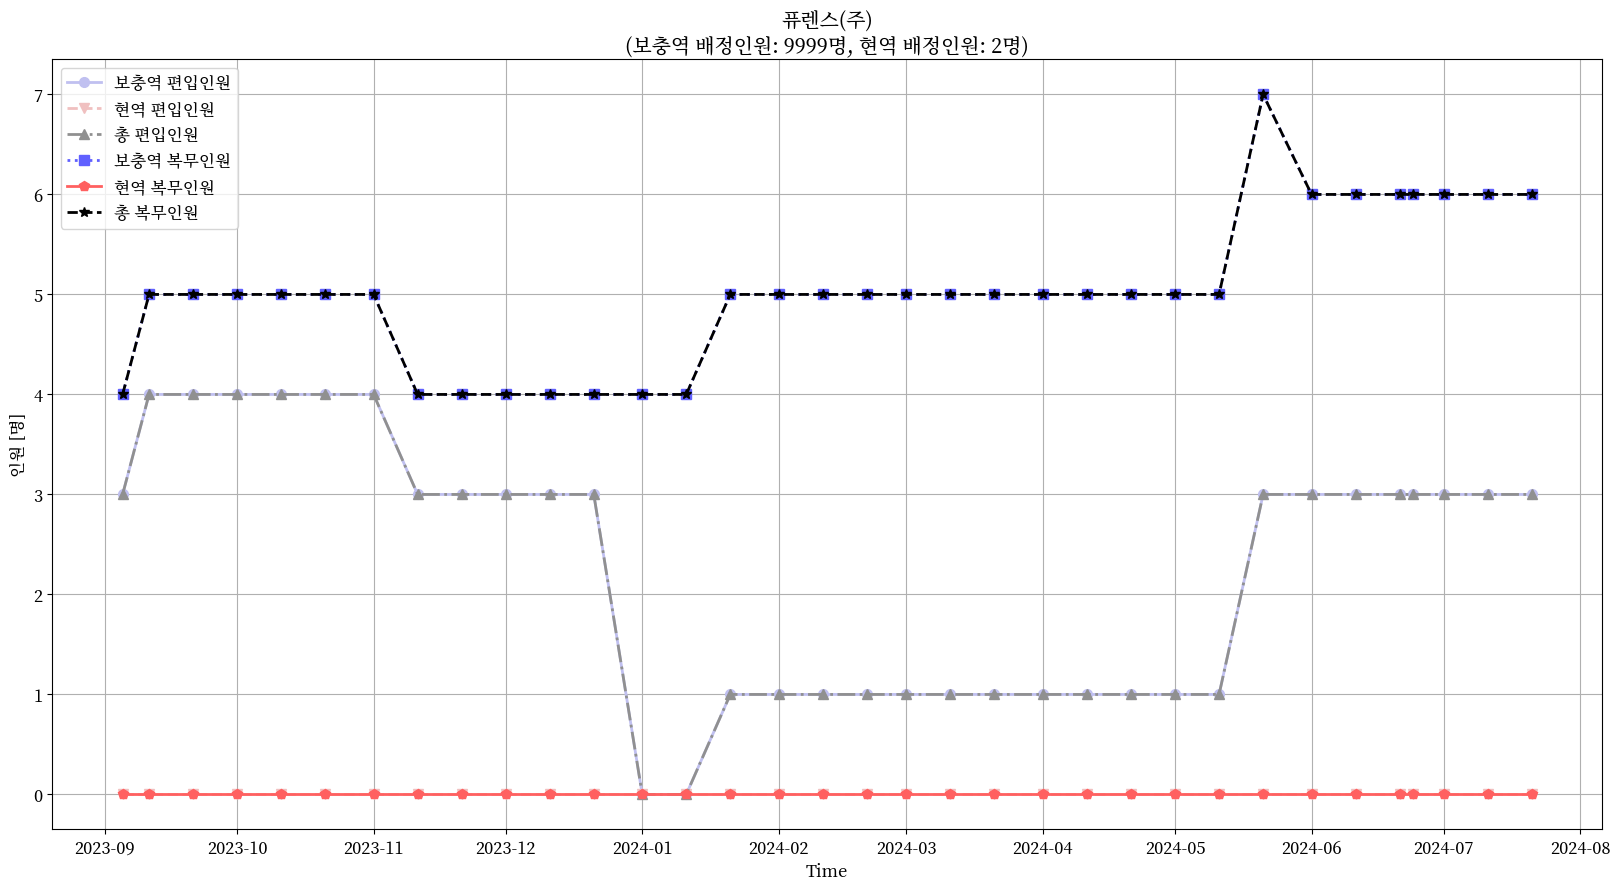 퓨렌스(주)
(보충역 배정인원: 9999명, 현역 배정인원: 2명)
보충역 편입인원
현역 편입인원
총 편입인원
보충역 복무인원
현역 복무인원
총 복무인원
인원 [명]
7
6
5
4
3
2
1
0
2023-09 2023-10 2023-11 2023-12 2024-01 2024-02 2024-03 2024-04 2024-05 2024-06 2024-07 2024-08
Time